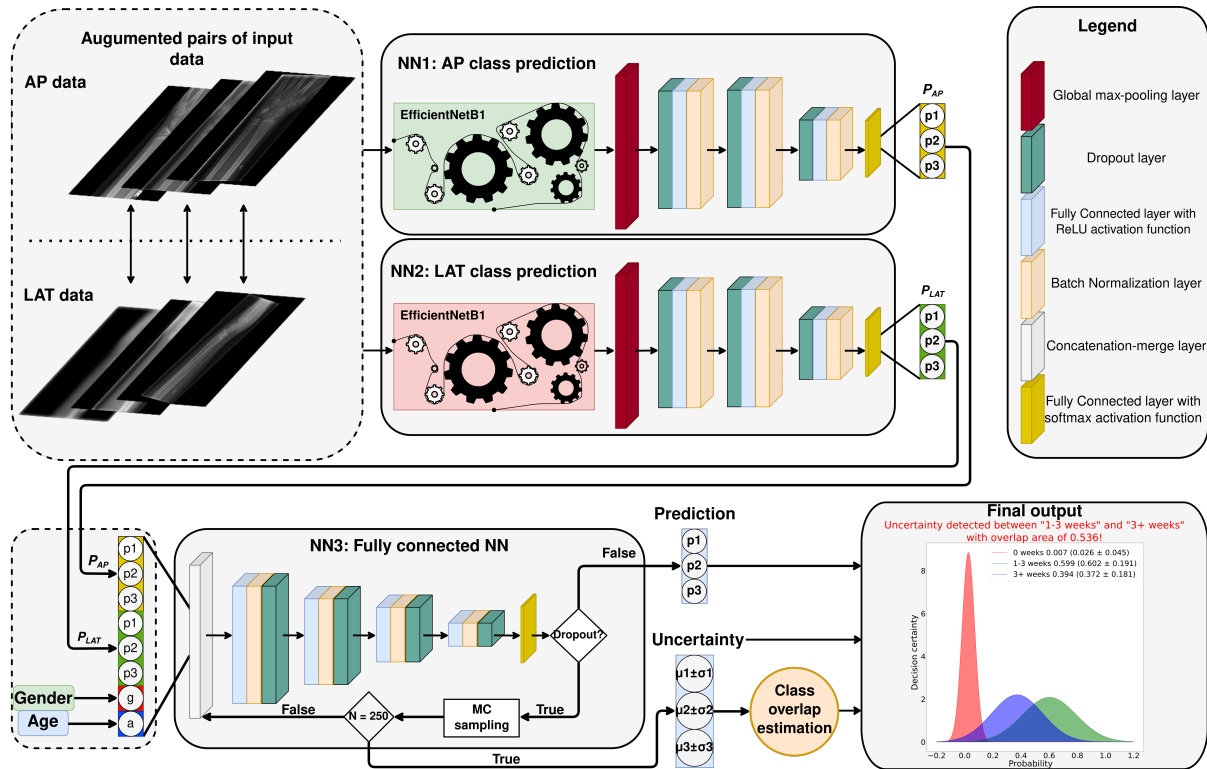 Augumented pairs of input
data
AP data
LAT data
NN1: AP class prediction
EfficientNetB1
P_AP
p1
p2
p3
NN2: LAT class prediction
EfficientNetB1
P_LAT
p1
p2
p3
Legend
Global max-pooling layer
Dropout layer
Fully Connected layer with
ReLU activation function
Batch Normalization layer
Concatenation-merge layer
Fully Connected layer with
softmax activation function
P_AP
P_LAT
p1
p2
p3
p1
p2
p3
g
a
Gender
Age
NN3: Fully connected NN
Dropout?
False
True
MC
sampling
N = 250
False
True
Prediction
p1
p2
p3
Uncertainty
μ1±σ1
μ2±σ2
μ3±σ3
Class
overlap
estimation
Final output
Uncertainty detected between "1-3 weeks" and "3+ weeks"
with overlap area of 0.536!
0 weeks 0.007 (0.026 ± 0.045)
1-3 weeks 0.599 (0.602 ± 0.191)
3+ weeks 0.394 (0.372 ± 0.181)
Decision certainty
8
6
4
2
0
−0.2 0.0 0.2 0.4 0.6 0.8 1.0 1.2
Probability